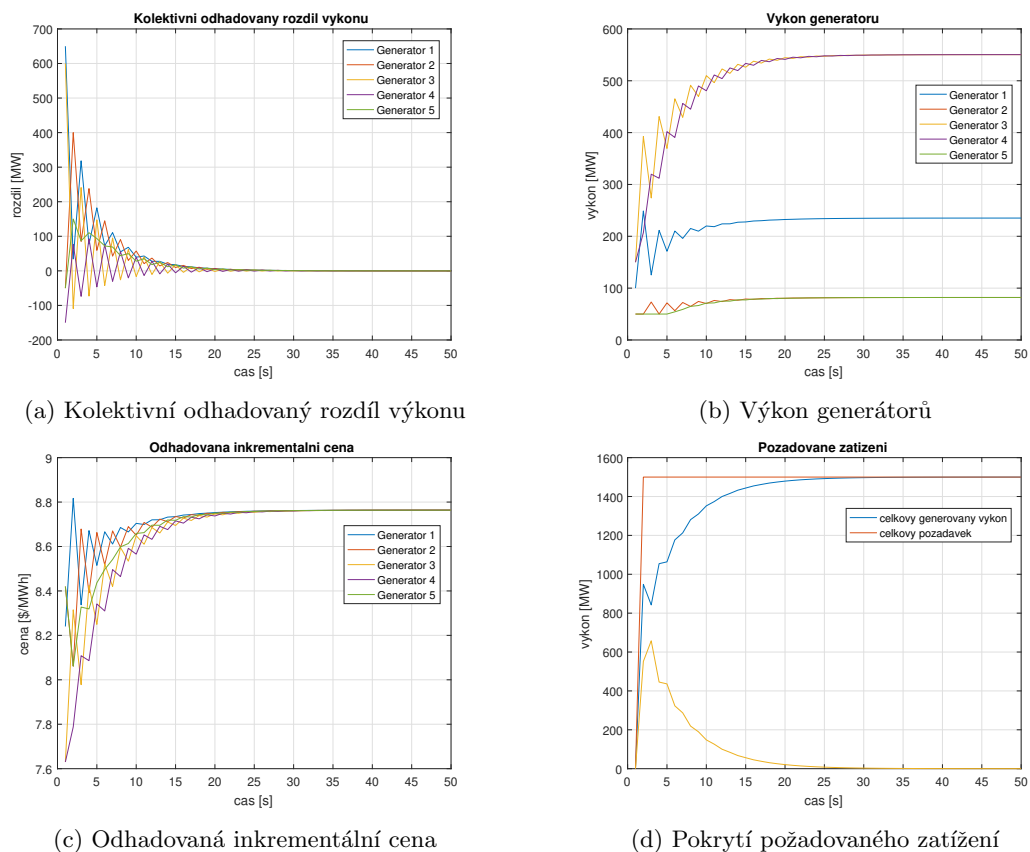 Kolektivni odhadovany rozdil vykonu
700
600
500
400
300
200
100
0
-100
-200
rozdil [MW]
Generator 1
Generator 2
Generator 3
Generator 4
Generator 5
0 5 10 15 20 25 30 35 40 45 50
cas [s]
(a) Kolektivní odhadovaný rozdíl výkonu
Vykon generatoru
600
500
400
300
200
100
0
vykon [MW]
Generator 1
Generator 2
Generator 3
Generator 4
Generator 5
0 5 10 15 20 25 30 35 40 45 50
cas [s]
(b) Výkon generátorů
Odhadovana inkrementalni cena
9
8.8
8.6
8.4
8.2
8
7.8
7.6
cena [$/MWh]
Generator 1
Generator 2
Generator 3
Generator 4
Generator 5
0 5 10 15 20 25 30 35 40 45 50
cas [s]
(c) Odhadovaná inkrementální cena
Pozadovane zatizeni
1600
1400
1200
1000
800
600
400
200
0
vykon [MW]
celkovy generovany vykon
celkovy pozadavek
0 5 10 15 20 25 30 35 40 45 50
cas [s]
(d) Pokrytí požadovaného zatížení